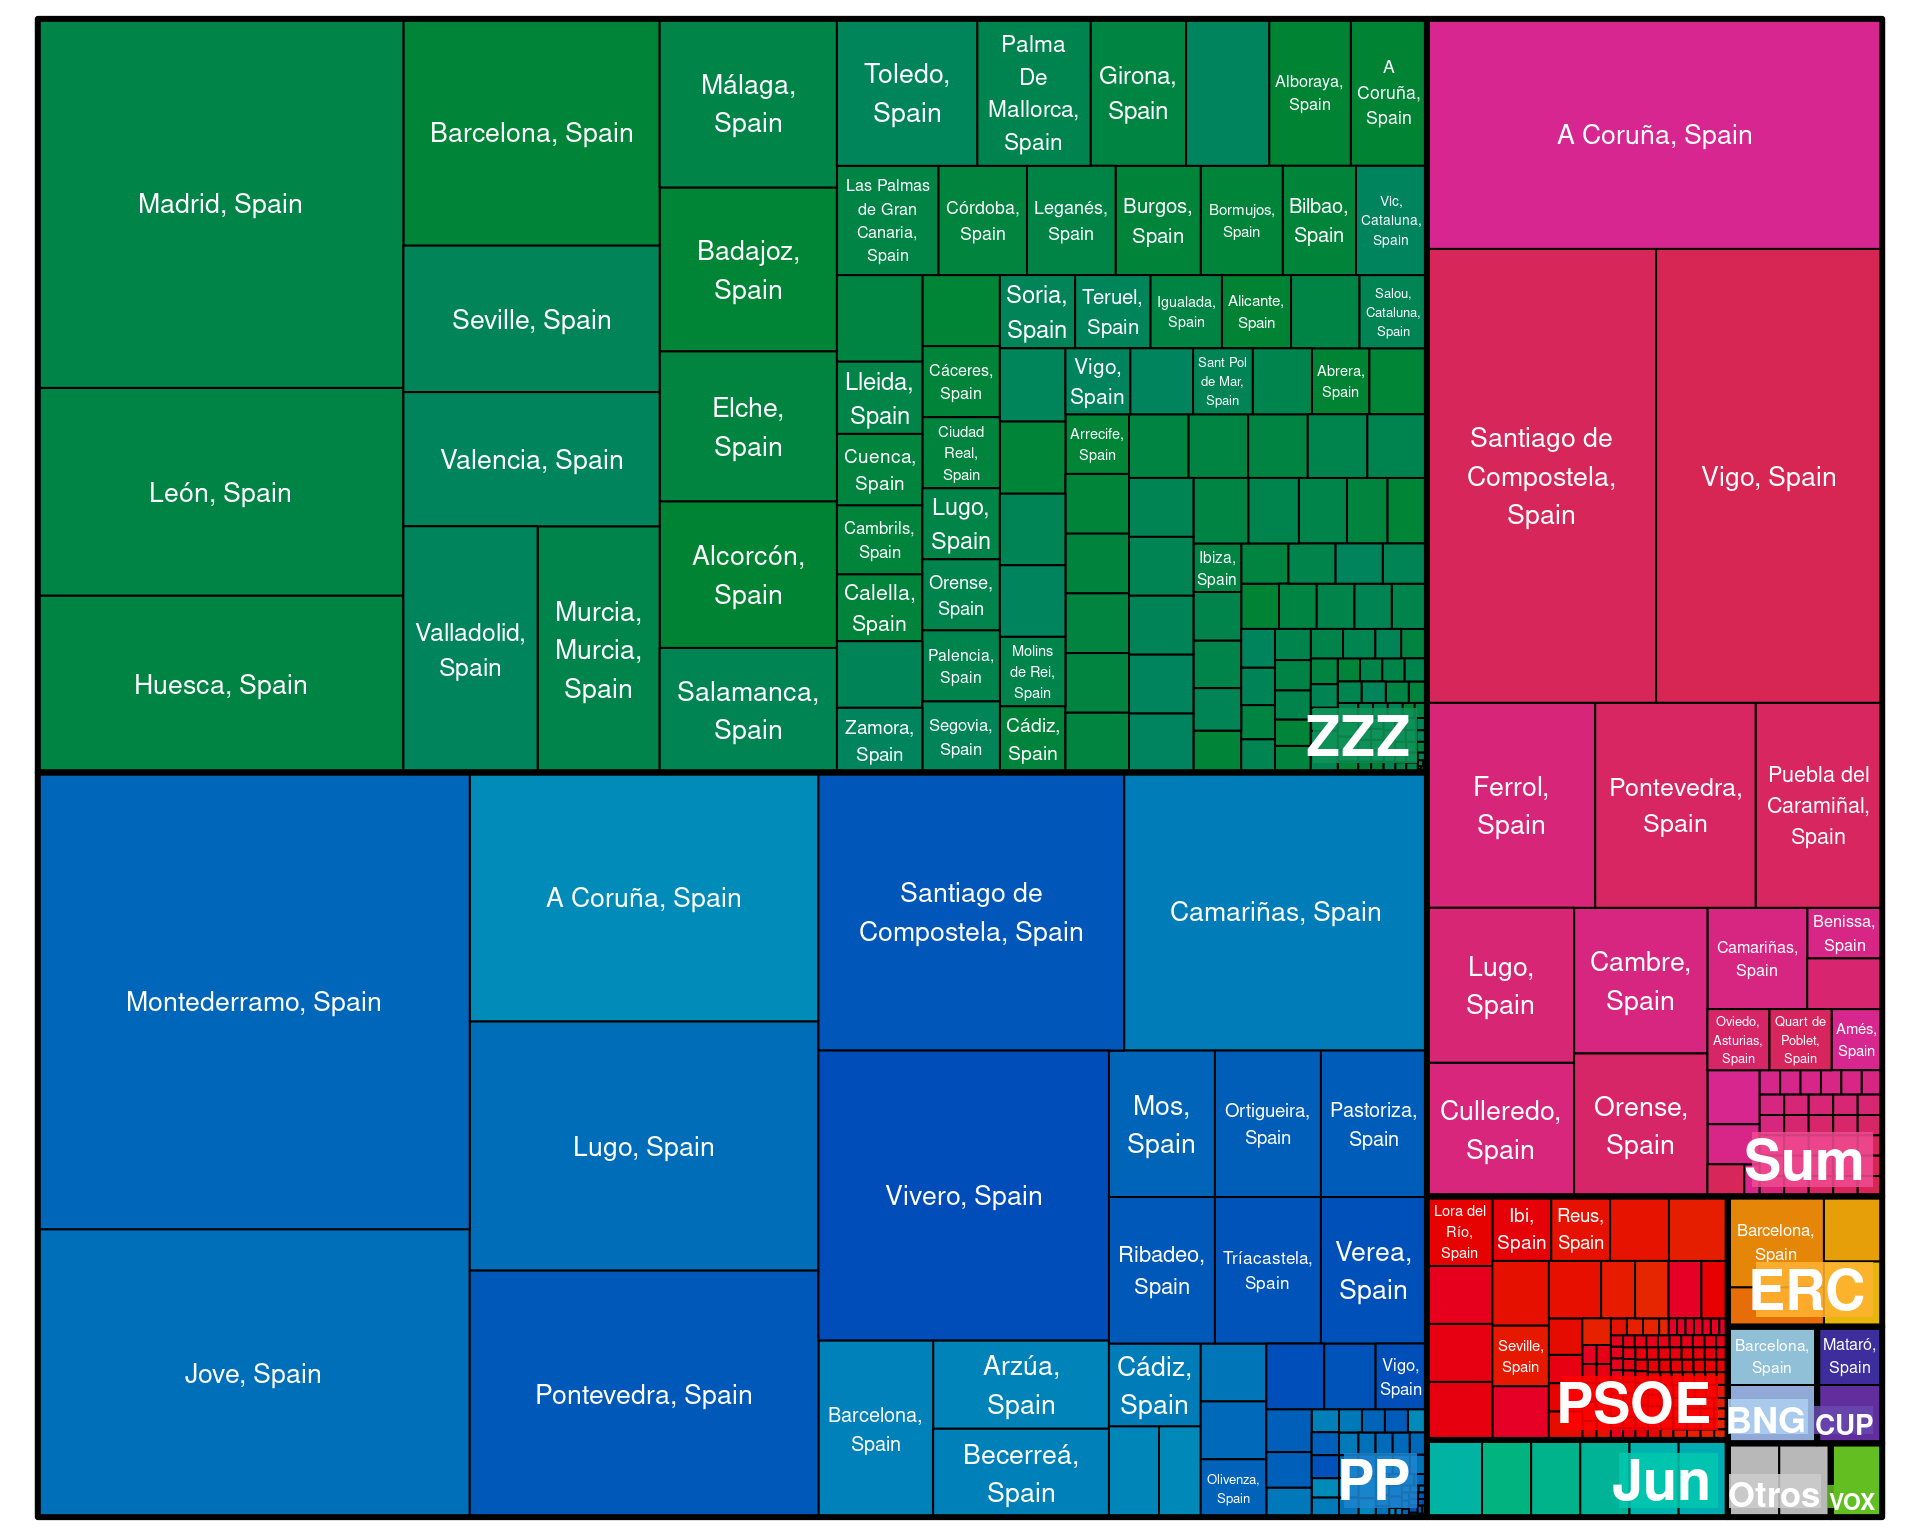 Madrid, Spain
León, Spain
Huesca, Spain
Barcelona, Spain
Seville, Spain
Valencia, Spain
Valladolid,
Spain
Murcia,
Murcia,
Spain
Málaga,
Spain
Badajoz,
Spain
Elche,
Spain
Alcorcón,
Spain
Salamanca,
Spain
Toledo,
Spain
Palma
De
Mallorca,
Spain
Girona,
Spain
Alboraya,
Spain
A
Coruña,
Spain
Las Palmas
de Gran
Canaria,
Spain
Córdoba,
Spain
Leganés,
Spain
Burgos,
Spain
Bormujos,
Spain
Bilbao,
Spain
Vic,
Cataluna,
Spain
Lleida,
Spain
Cuenca,
Spain
Cambrils,
Spain
Calella,
Spain
Zamora,
Spain
Cáceres,
Spain
Ciudad
Real,
Spain
Lugo,
Spain
Orense,
Spain
Palencia,
Spain
Segovia,
Spain
Soria,
Spain
Teruel,
Spain
Igualada,
Spain
Alicante,
Spain
Salou,
Cataluna,
Spain
Molins
de Rei,
Spain
Cádiz,
Spain
Vigo,
Spain
Sant Pol
de Mar,
Spain
Abrera,
Spain
Arrecife,
Spain
Ibiza,
Spain
ZZZ
Montederramo, Spain
Jove, Spain
A Coruña, Spain
Lugo, Spain
Pontevedra, Spain
Santiago de
Compostela, Spain
Camariñas, Spain
Vivero, Spain
Mos,
Spain
Ortigueira,
Spain
Pastoriza,
Spain
Ribadeo,
Spain
Tríacastela,
Spain
Verea,
Spain
Barcelona,
Spain
Arzúa,
Spain
Becerreá,
Spain
Cádiz,
Spain
Olivenza,
Spain
Vigo,
Spain
PP
A Coruña, Spain
Santiago de
Compostela,
Spain
Vigo, Spain
Ferrol,
Spain
Pontevedra,
Spain
Puebla del
Caramiñal,
Spain
Lugo,
Spain
Culleredo,
Spain
Cambre,
Spain
Orense,
Spain
Camariñas,
Spain
Benissa,
Spain
Oviedo,
Asturias,
Spain
Quart de
Poblet,
Spain
Amés,
Spain
Sum
Lora del
Río,
Spain
Ibi,
Spain
Reus,
Spain
Seville,
Spain
PSOE
Barcelona,
Spain
ERC
Barcelona,
Spain
BNG
Mataró,
Spain
CUP
Jun
Otros
VOX